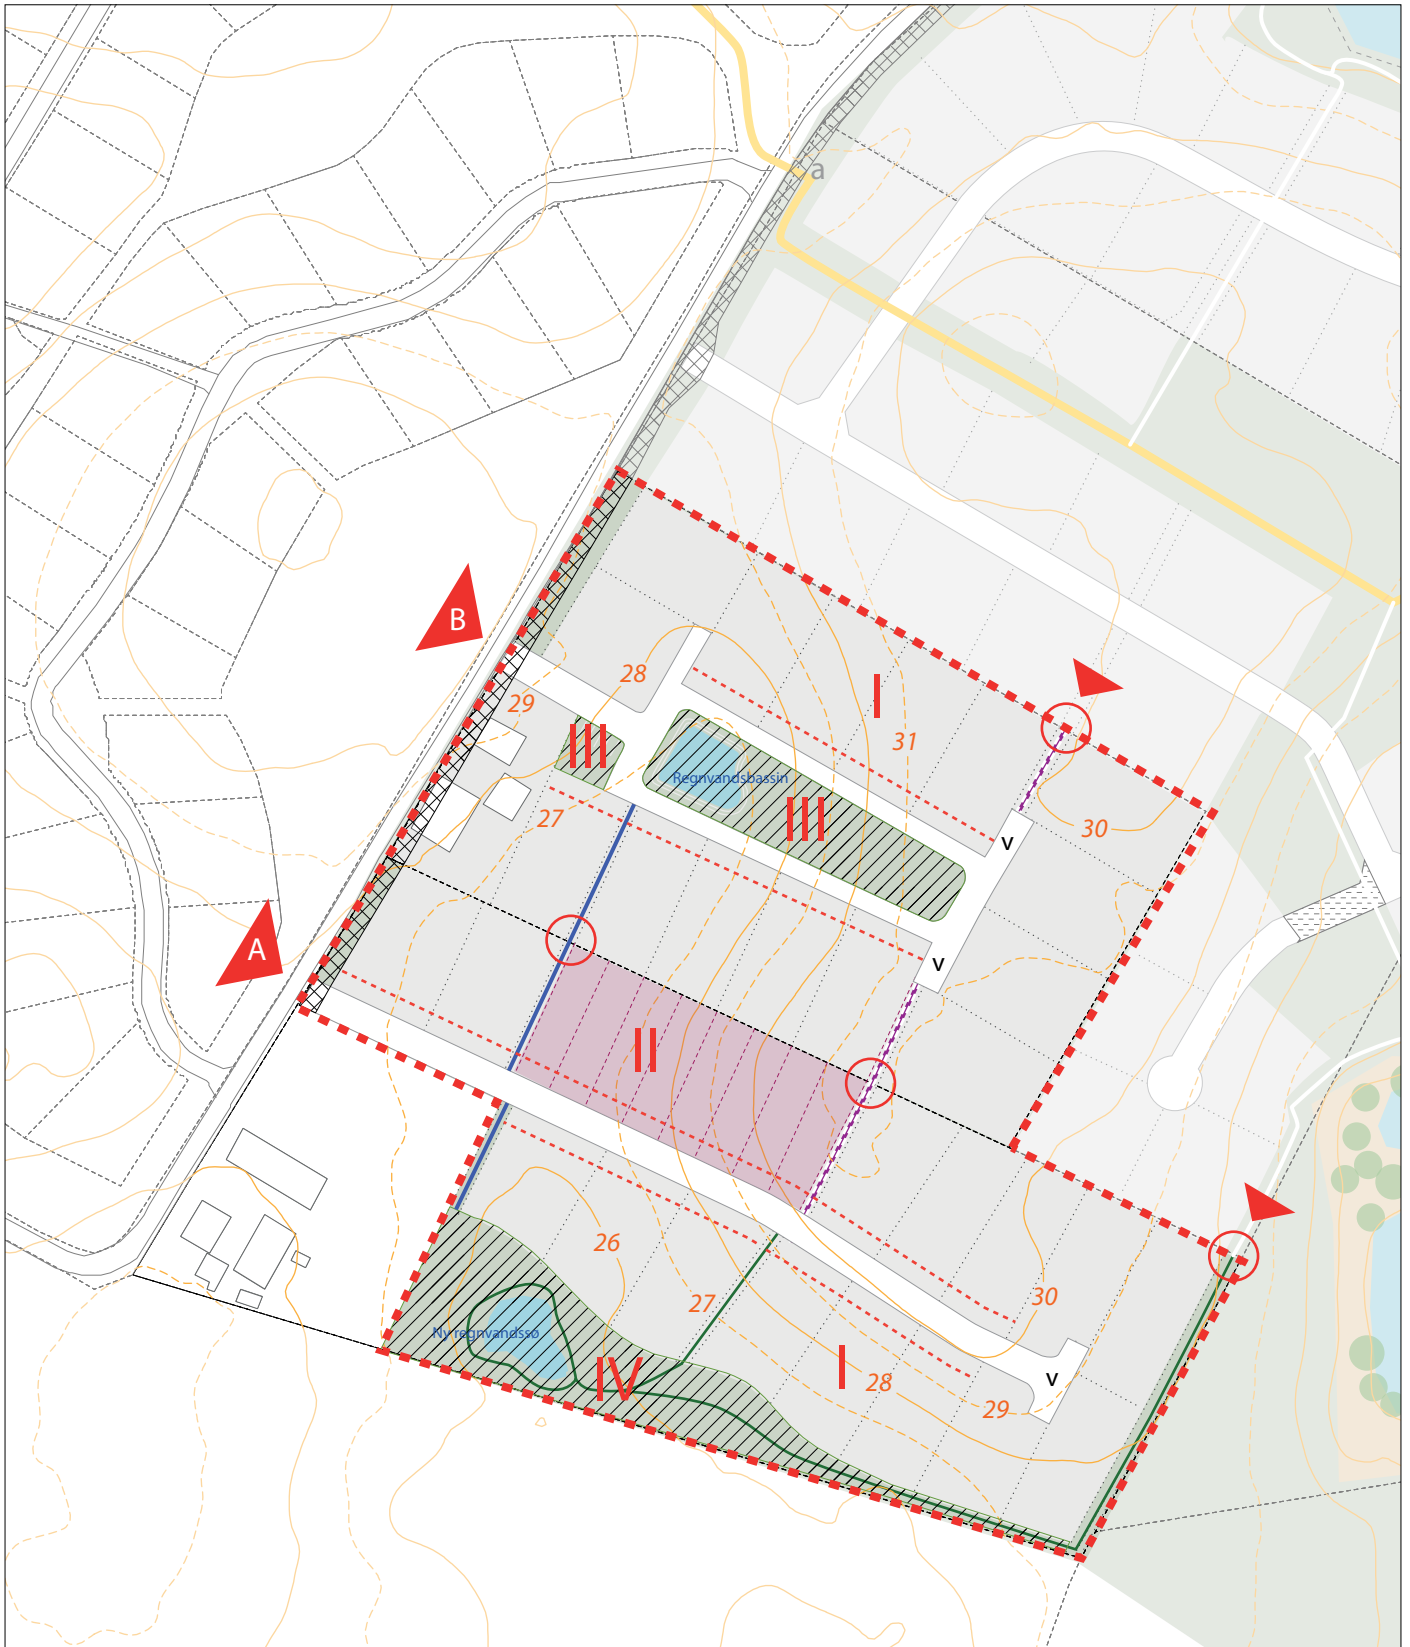 a
B
28
I
29
31
III
Regnvandsbassin
III
27
30
v
A
v
II
26
30
27
Ny regnvandssø
I
IV
28
v
29